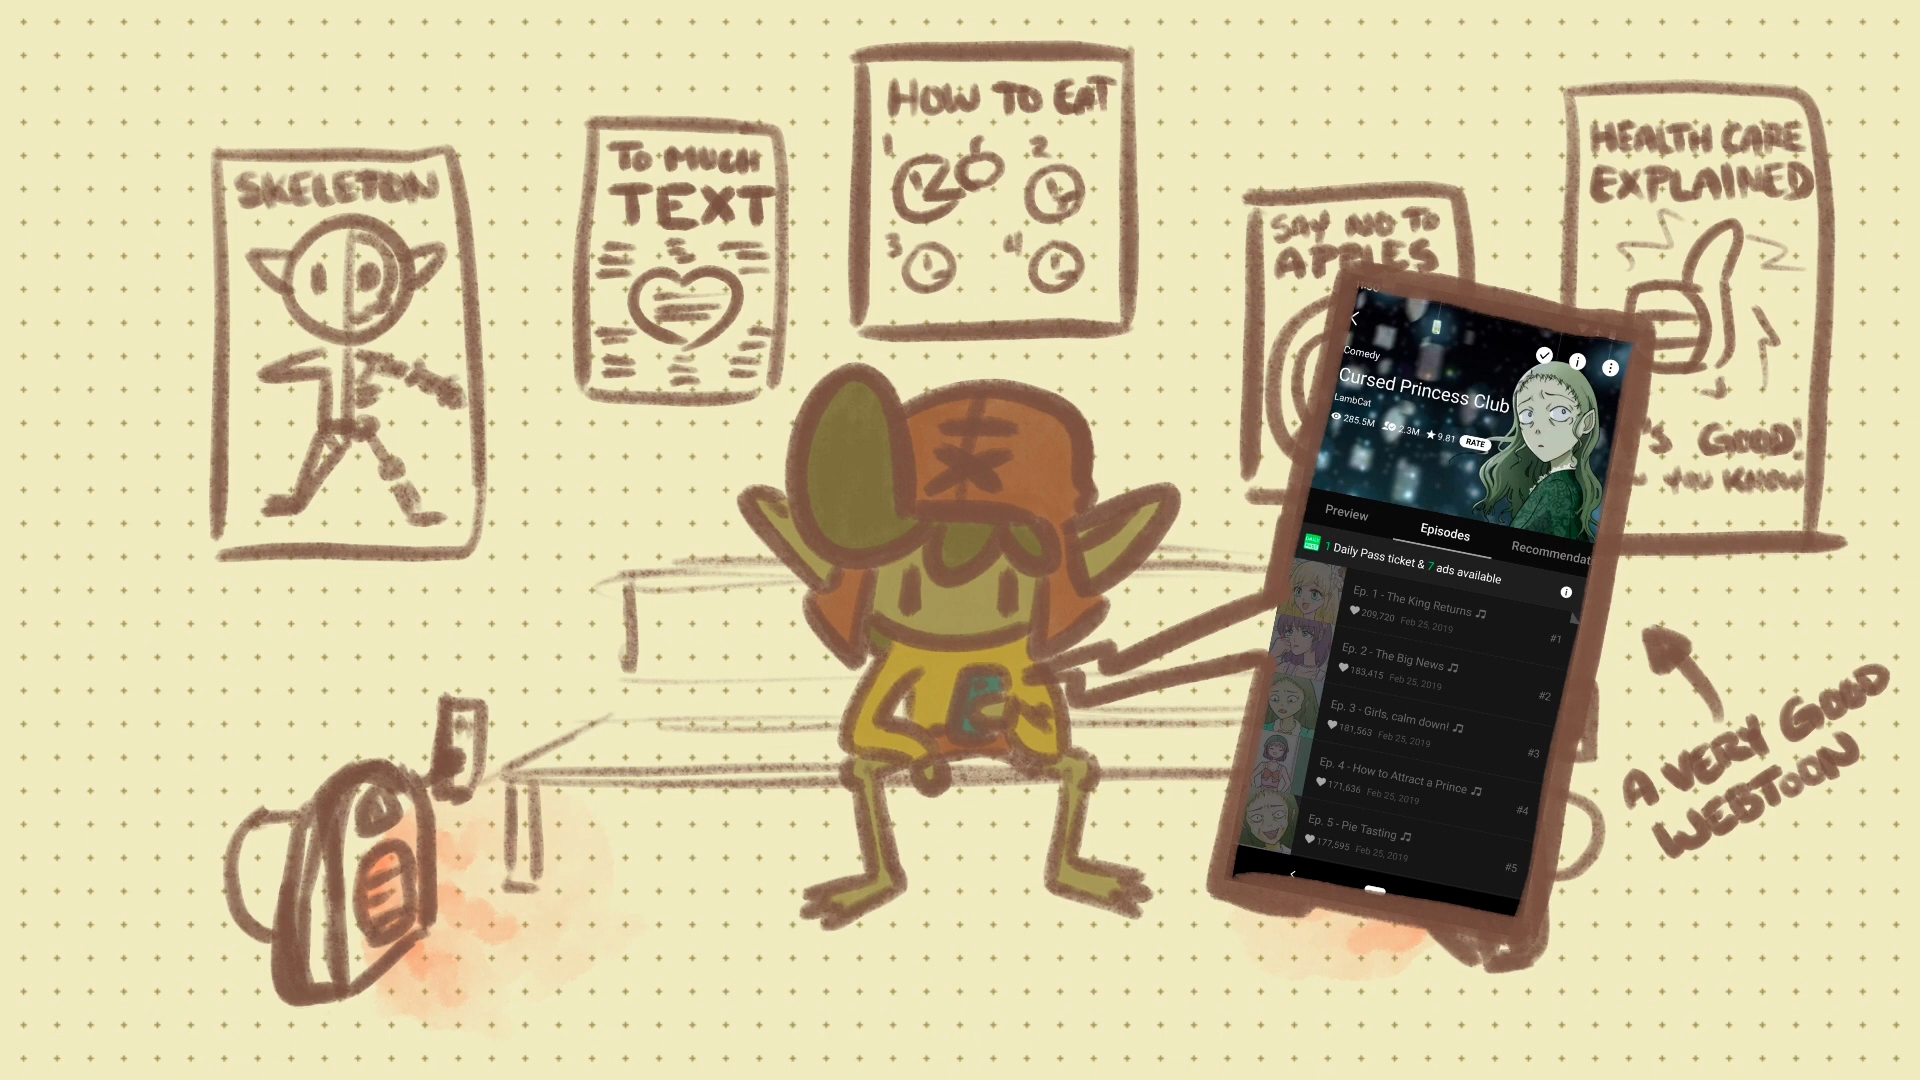 SKELETON
TO MUCH
TEXT
HOW TO EAT
1
2
3
4
SAY NO TO
APPLES
HEALTH CARE
EXPLAINED
'S GOOD!
YOU KNOW
Comedy
Cursed Princess Club
LambCat
285.5M 2.3M 9.81 RATE
Preview Episodes Recommendat
1 Daily Pass ticket & 7 ads available
Ep. 1 - The King Returns
209,720 Feb 25, 2019 #1
Ep. 2 - The Big News
183,415 Feb 25, 2019 #2
Ep. 3 - Girls, calm down!
181,563 Feb 25, 2019 #3
Ep. 4 - How to Attract a Prince
171,636 Feb 25, 2019 #4
Ep. 5 - Pie Tasting
177,595 Feb 25, 2019 #5
A VERY GOOD
WEBTOON